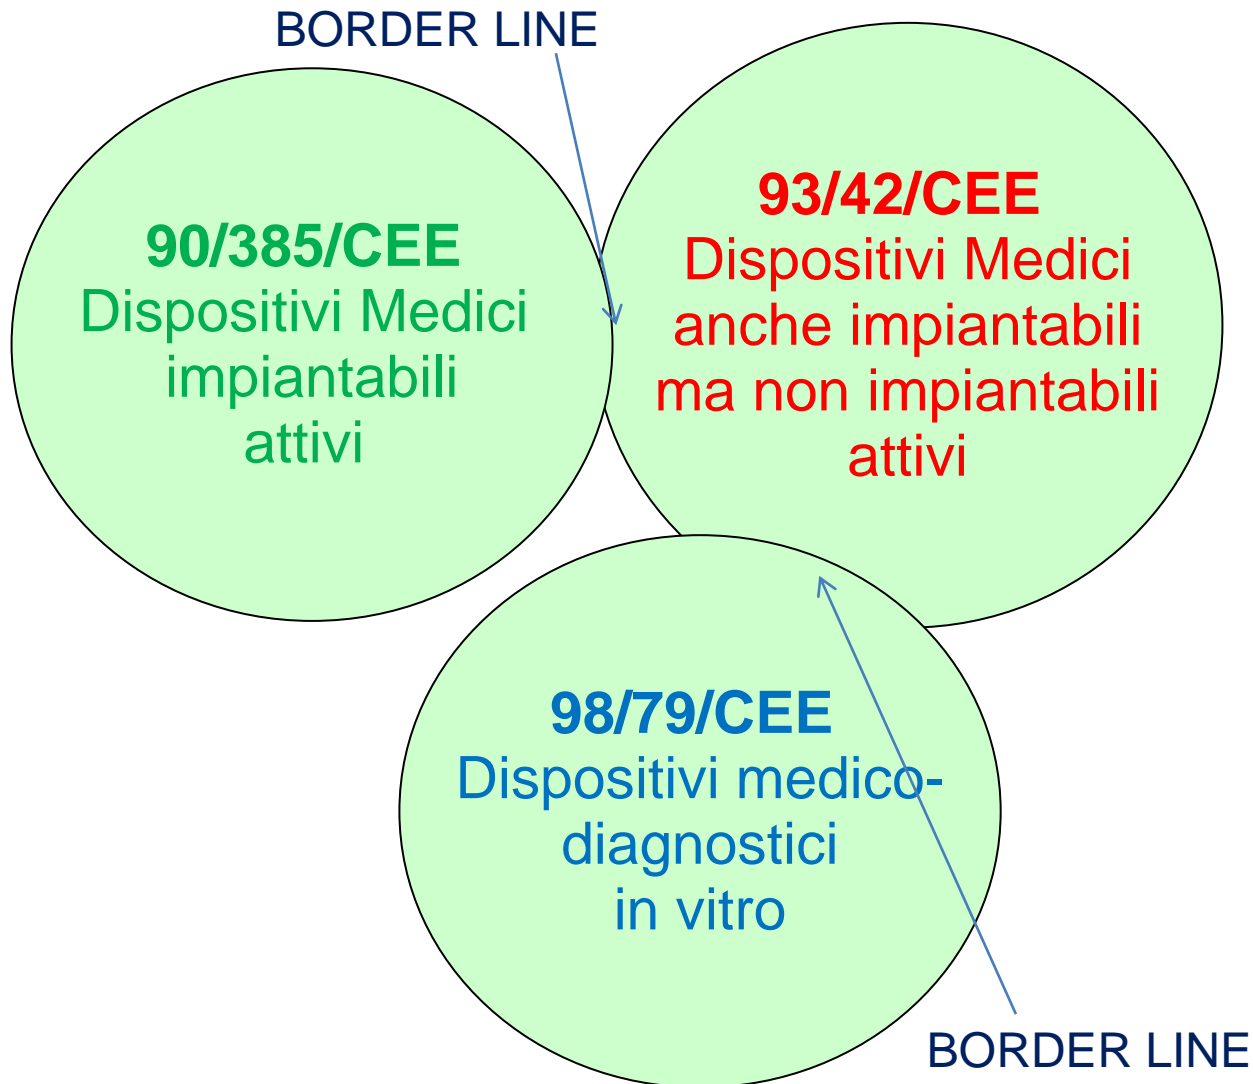 BORDER LINE
90/385/CEE
Dispositivi Medici
impiantabili
attivi
93/42/CEE
Dispositivi Medici
anche impiantabili
ma non impiantabili
attivi
98/79/CEE
Dispositivi medico-
diagnostici
in vitro
BORDER LINE